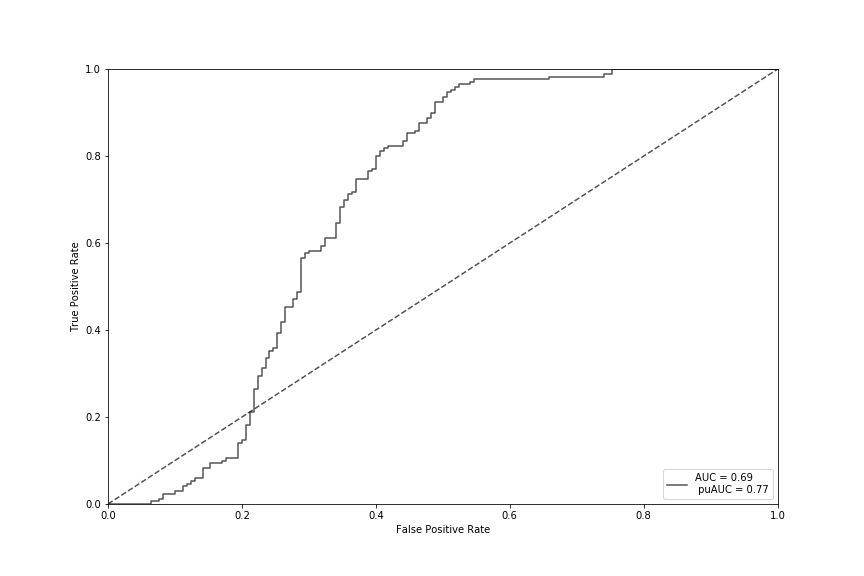 1.0
0.8
0.6
0.4
0.2
0.0
True Positive Rate
0.0 0.2 0.4 0.6 0.8 1.0
False Positive Rate
AUC = 0.69
puAUC = 0.77